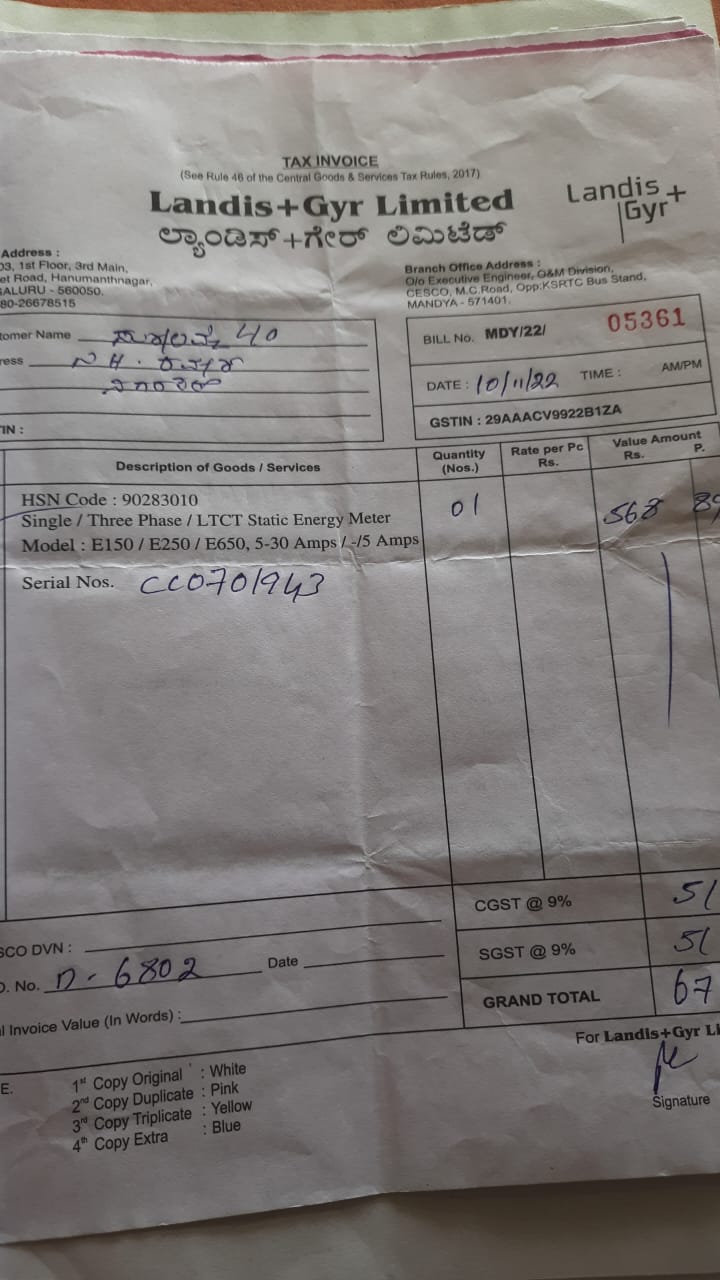 TAX INVOICE
(See Rule 46 of the Central Goods & Services Tax Rules, 2017)
Landis+Gyr Limited
ಲ್ಯಾಂಡಿಸ್+ಗೇರ್ ಲಿಮಿಟೆಡ್
Landis
Gyr+
Address :
03, 1st Floor, 3rd Main,
et Road, Hanumanthnagar,
GALURU - 560050.
80-26678515
Branch Office Address :
O/o Executive Engineer, O&M Division,
CESCO, M.C.Road, Opp:KSRTC Bus Stand,
MANDYA - 571401.
tomer Name
ress
IN :
BILL No. MDY/22/ 05361
DATE : 10/11/22 TIME : AM/PM
GSTIN : 29AAACV9922B1ZA
Description of Goods / Services Quantity (Nos.) Rate per Pc Rs. Value Amount Rs. P.
HSN Code : 90283010 01 568 89
Single / Three Phase / LTCT Static Energy Meter
Model : E150 / E250 / E650, 5-30 Amps / -/5 Amps
Serial Nos. CC0701943
CGST @ 9% 51
SGST @ 9% 51
GRAND TOTAL 67
SCO DVN :
O. No. D-6802 Date
l Invoice Value (In Words) :
For Landis+Gyr Li
Signature
E.
1st Copy Original : White
2nd Copy Duplicate : Pink
3rd Copy Triplicate : Yellow
4th Copy Extra : Blue